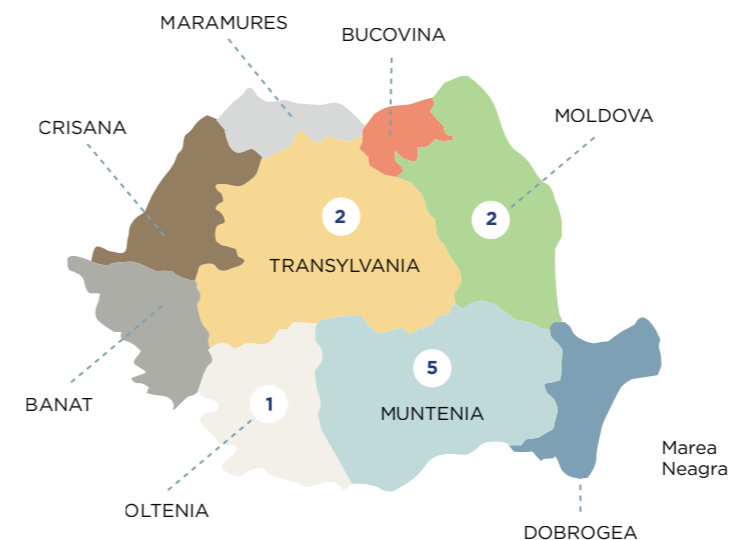 MARAMURES
BUCOVINA
MOLDOVA
CRISANA
2
2
TRANSYLVANIA
5
BANAT
1
MUNTENIA
Marea
Neagra
OLTENIA
DOBROGEA